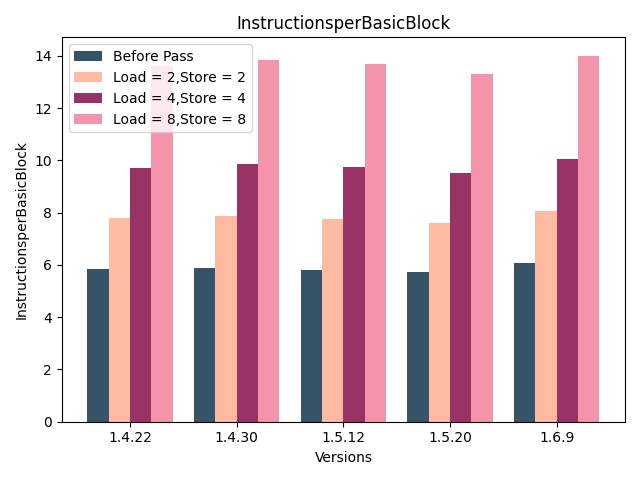 InstructionsperBasicBlock
Before Pass
Load = 2,Store = 2
Load = 4,Store = 4
Load = 8,Store = 8
InstructionsperBasicBlock
14
12
10
8
6
4
2
0
1.4.22 1.4.30 1.5.12 1.5.20 1.6.9
Versions